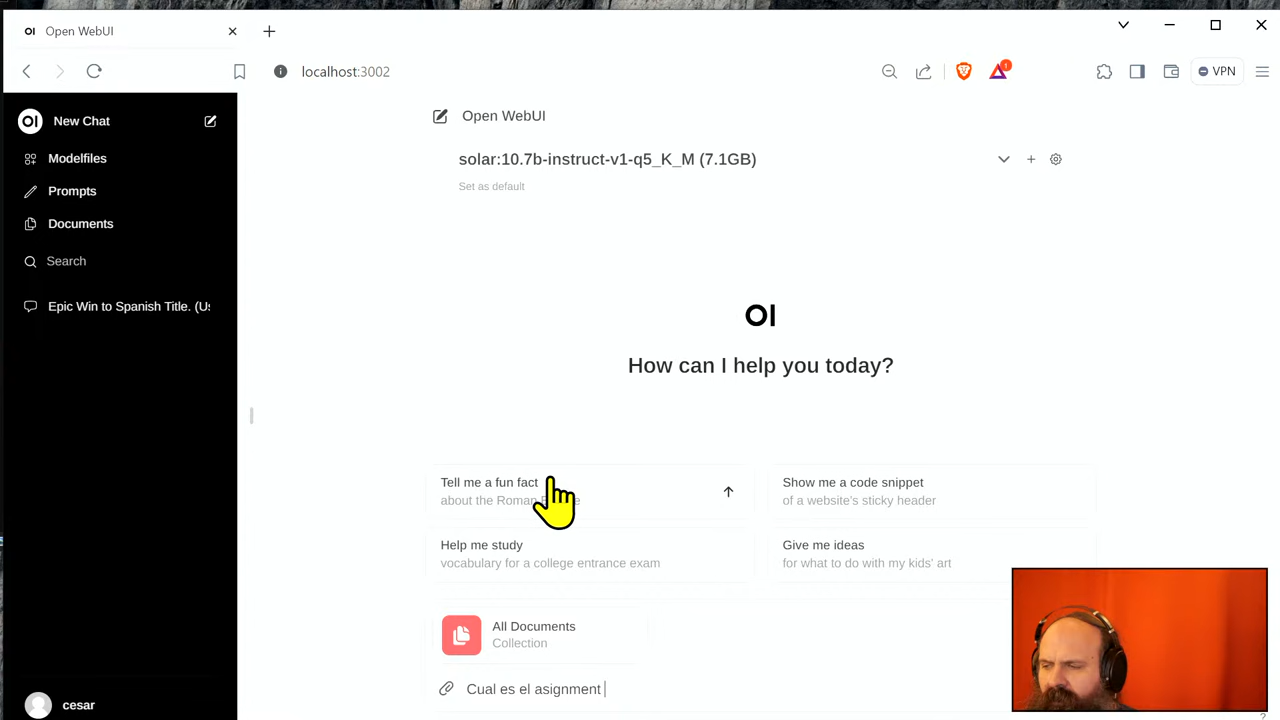 OI Open WebUI
localhost:3002
1
VPN
OI New Chat
Modelfiles
Prompts
Documents
Search
Epic Win to Spanish Title. (Us
cesar
Open WebUI
solar:10.7b-instruct-v1-q5_K_M (7.1GB)
Set as default
OI
How can I help you today?
Tell me a fun fact
about the Roman
Show me a code snippet
of a website's sticky header
Help me study
vocabulary for a college entrance exam
Give me ideas
for what to do with my kids' art
All Documents
Collection
Cual es el asignment